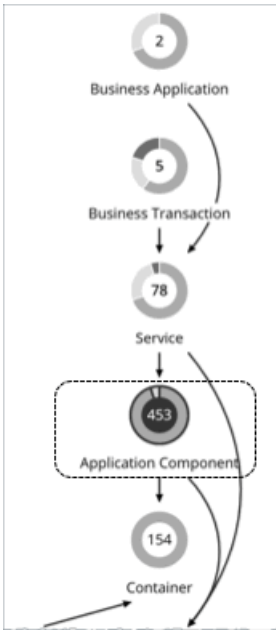 2
Business Application
5
Business Transaction
78
Service
453
Application Component
154
Container